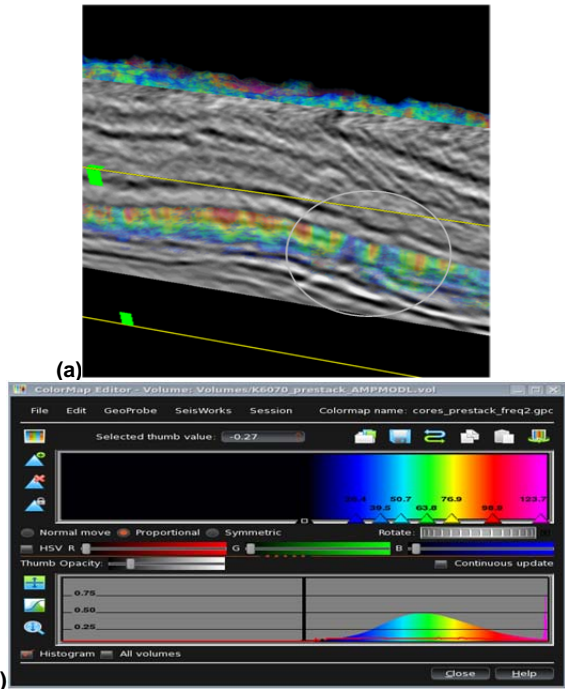 (a)
ColorMap Editor - Volume: Volumes/K6070_prestack_AMPMODL.vol
File Edit GeoProbe SeisWorks Session Colormap name: cores_prestack_freq2.gpc
Selected thumb value: -0.27
50.7 76.9 133.7
39.5 63.8 98.8
Normal move Proportional Symmetric Rotate:
HSV R G B
Thumb Opacity: Continuous update
0.75
0.50
0.25
Histogram All volumes
)
Close Help